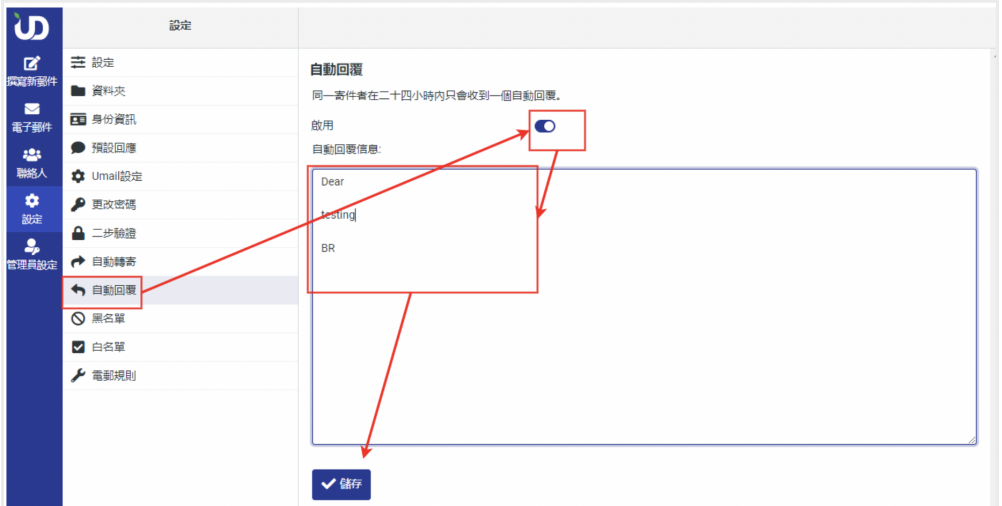 UD
撰寫新郵件
電子郵件
聯絡人
設定
管理員設定
設定
設定
資料夾
身份資訊
預設回應
Umail設定
更改密碼
二步驗證
自動轉寄
自動回覆
黑名單
白名單
電郵規則
自動回覆
同一寄件者在二十四小時內只會收到一個自動回覆。
啟用
自動回覆信息:
Dear
testing
BR
儲存